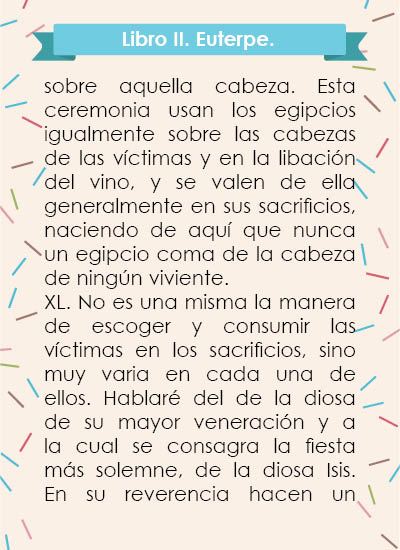 Libro II. Euterpe.
sobre aquella cabeza. Esta
ceremonia usan los egipcios
igualmente sobre las cabezas
de las víctimas y en la libación
del vino, y se valen de ella
generalmente en sus sacrificios,
naciendo de aquí que nunca
un egipcio coma de la cabeza
de ningún viviente.
XL. No es una misma la manera
de escoger y consumir las
víctimas en los sacrificios, sino
muy varia en cada una de
ellos. Hablaré del de la diosa
de su mayor veneración y a
la cual se consagra la fiesta
más solemne, de la diosa Isis.
En su reverencia hacen un